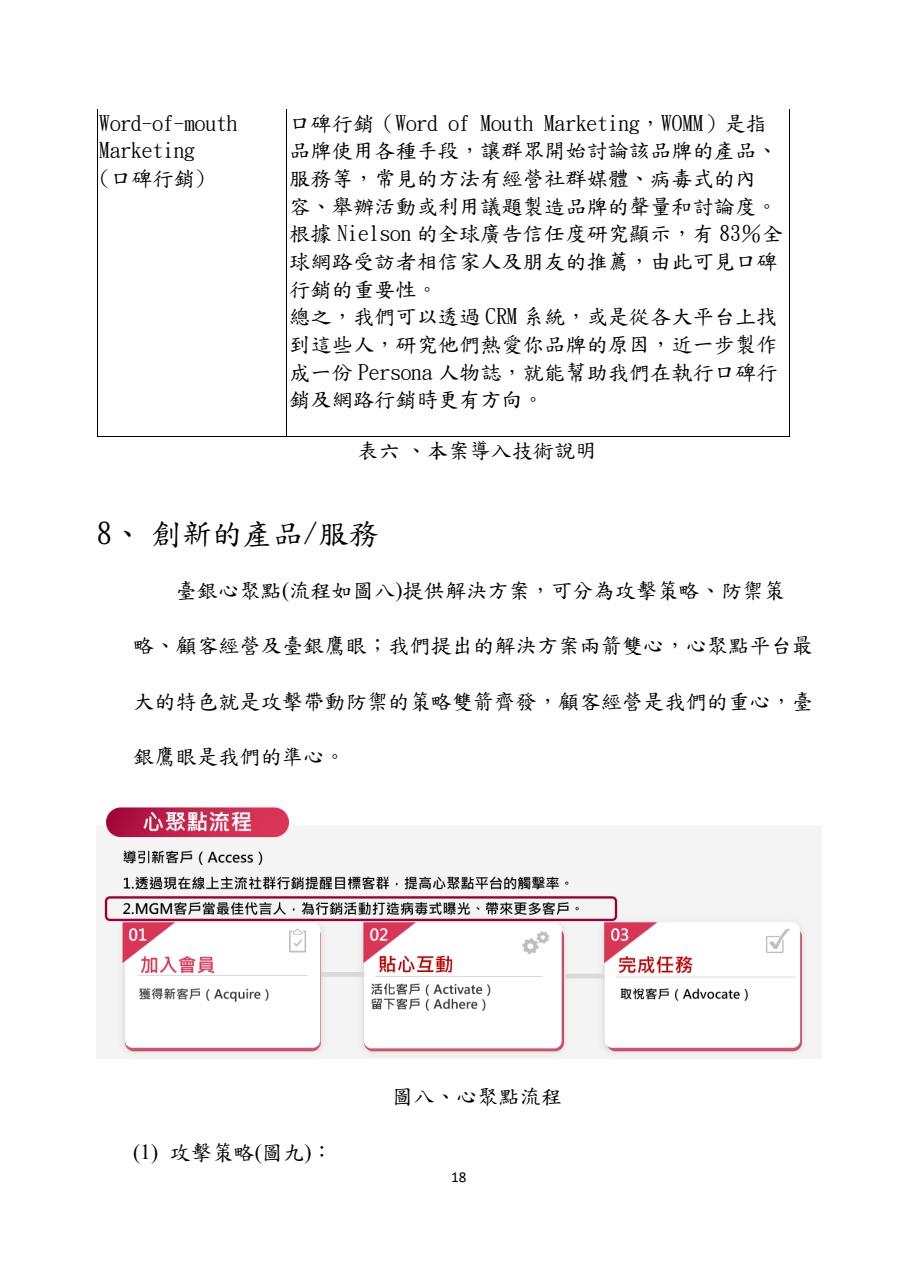 Word-of-mouth
Marketing
(口碑行銷)
口碑行銷（Word of Mouth Marketing，WOMM）是指
品牌使用各種手段，讓群眾開始討論該品牌的產品、
服務等，常見的方法有經營社群媒體、病毒式的內
容、舉辦活動或利用議題製造品牌的聲量和討論度。
根據 Nielson 的全球廣告信任度研究顯示，有 83%全
球網路受訪者相信家人及朋友的推薦，由此可見口碑
行銷的重要性。
總之，我們可以透過 CRM 系統，或是從各大平台上找
到這些人，研究他們熱愛你品牌的原因，近一步製作
成一份 Persona 人物誌，就能幫助我們在執行口碑行
銷及網路行銷時更有方向。
表六 、本案導入技術說明
8、 創新的產品/服務
臺銀心聚點(流程如圖八)提供解決方案，可分為攻擊策略、防禦策
略、顧客經營及臺銀鷹眼；我們提出的解決方案兩箭雙心，心聚點平台最
大的特色就是攻擊帶動防禦的策略雙箭齊發，顧客經營是我們的重心，臺
銀鷹眼是我們的準心。
心聚點流程
導引新客戶（Access）
1.透過現在線上主流社群行銷提醒目標客群，提高心聚點平台的觸擊率。
2.MGM客戶當最佳代言人，為行銷活動打造病毒式曝光、帶來更多客戶。
01
加入會員
獲得新客戶（Acquire）
02
貼心互動
活化客戶（Activate）
留下客戶（Adhere）
03
完成任務
取悅客戶（Advocate）
圖八、心聚點流程
(1) 攻擊策略(圖九)：
18